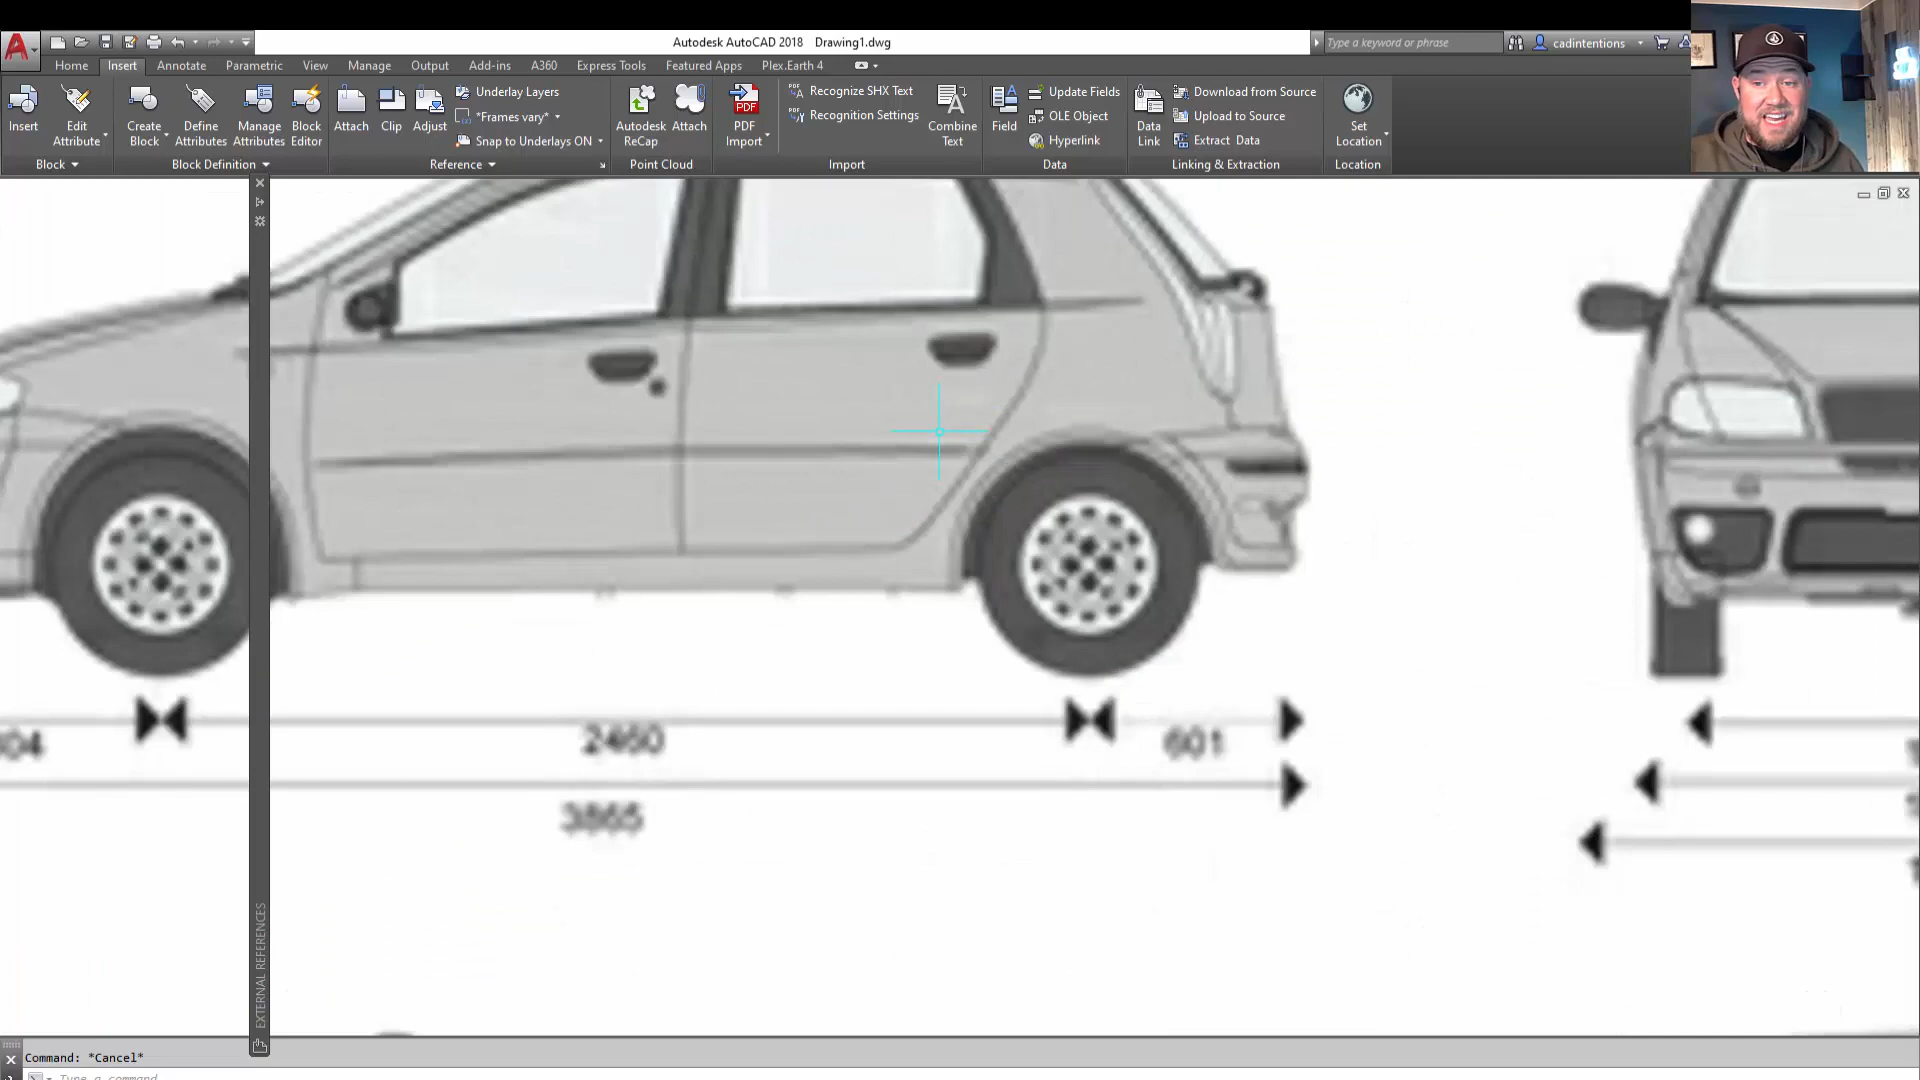 Autodesk AutoCAD 2018 Drawing1.dwg
Type a keyword or phrase
cadintentions
Home Insert Annotate Parametric View Manage Output Add-ins A360 Express Tools Featured Apps Plex.Earth 4
Insert
Edit Attribute
Block
Create Block
Define Attributes
Manage Attributes
Block Editor
Block Definition
Attach
Clip
Adjust
Underlay Layers
*Frames vary*
Snap to Underlays ON
Reference
Autodesk ReCap
Attach
Point Cloud
PDF
PDF Import
PDF Recognize SHX Text
PDF Recognition Settings
Combine Text
Import
Field
Update Fields
OLE Object
Hyperlink
Data
Data Link
Download from Source
Upload to Source
Extract Data
Linking & Extraction
Set Location
Location
EXTERNAL REFERENCES
2460
601
3865
Command: *Cancel*
Type a command